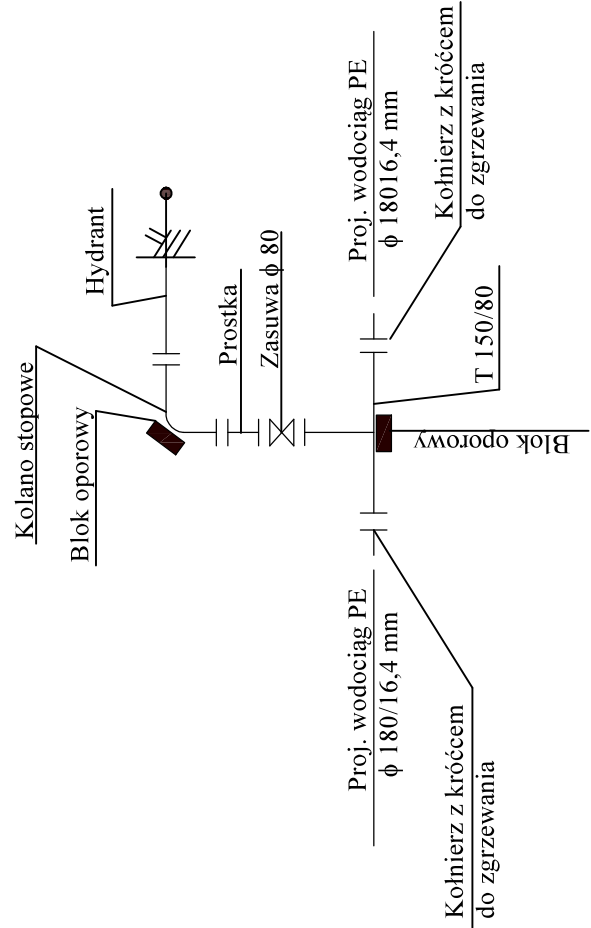 Kolano stopowe
Blok oporowy
Hydrant
Prostka
Zasuwa ϕ 80
Proj. wodociąg PE
ϕ 18016,4 mm
Kołnierz z króćcem
do zgrzewania
T 150/80
Blok oporowy
Proj. wodociąg PE
ϕ 180/16,4 mm
Kołnierz z króćcem
do zgrzewania